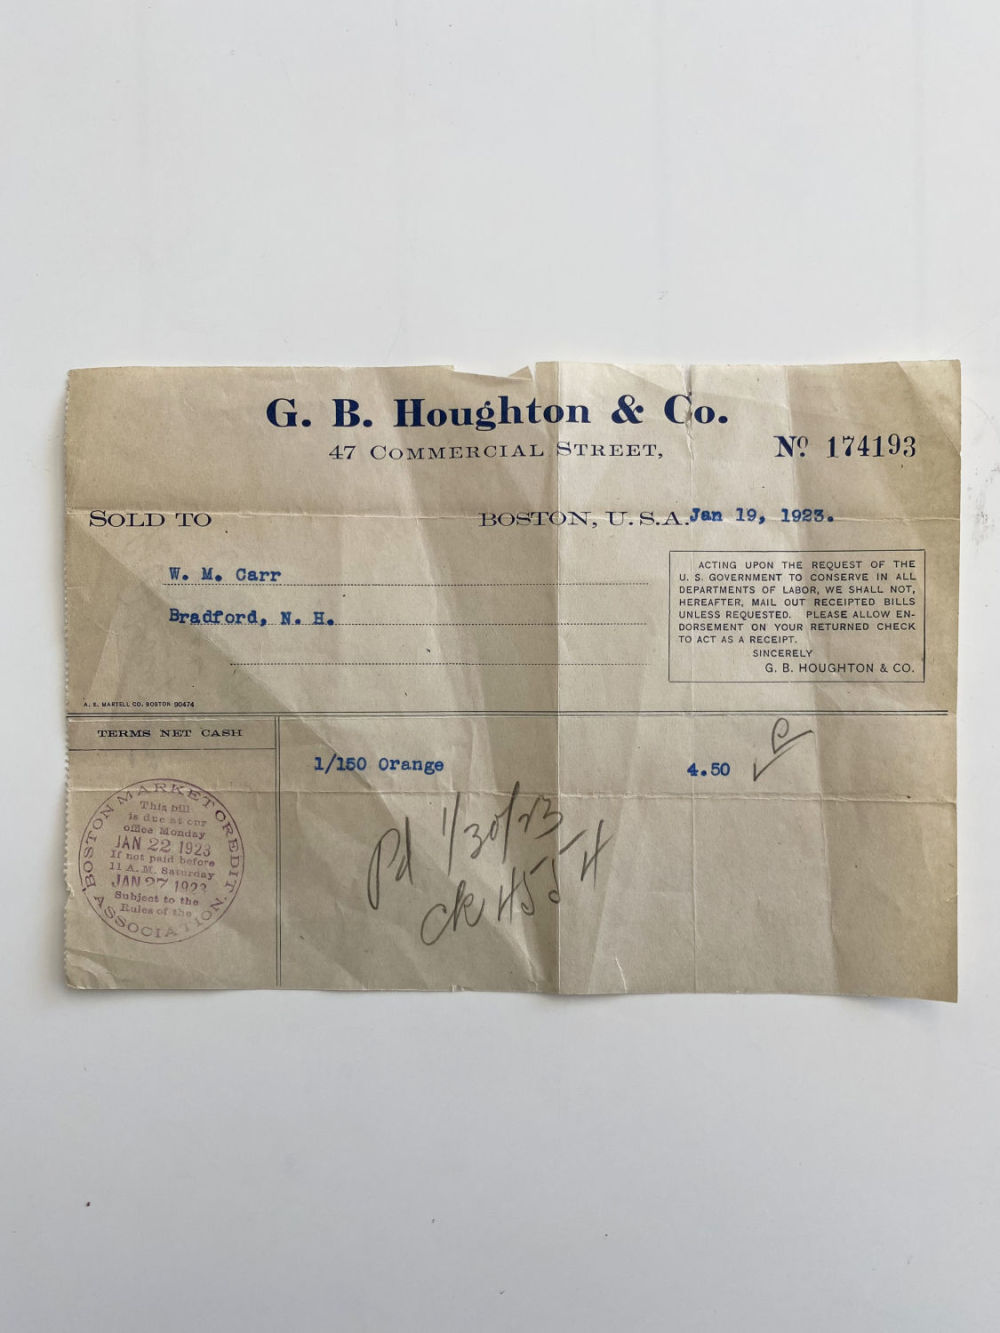 G. B. Houghton & Co.
47 COMMERCIAL STREET,
Nº 174193
SOLD TO
BOSTON, U. S. A. Jan 19, 1923.
W. M. Carr
Bradford, N. H.
ACTING UPON THE REQUEST OF THE
U. S. GOVERNMENT TO CONSERVE IN ALL
DEPARTMENTS OF LABOR, WE SHALL NOT,
HEREAFTER, MAIL OUT RECEIPTED BILLS
UNLESS REQUESTED. PLEASE ALLOW EN-
DORSEMENT ON YOUR RETURNED CHECK
TO ACT AS A RECEIPT.
SINCERELY
G. B. HOUGHTON & CO.
A. E. MARTELL CO. BOSTON 90474
TERMS NET CASH
1/150 Orange 4.50
BOSTON MARKET CREDIT ASSOCIATION
This bill
is due at our
office Monday
JAN 22 1923
If not paid before
11 A. M. Saturday
JAN 27 1923
Subject to the
Rules of the
Pd 1/30/23
ck 455